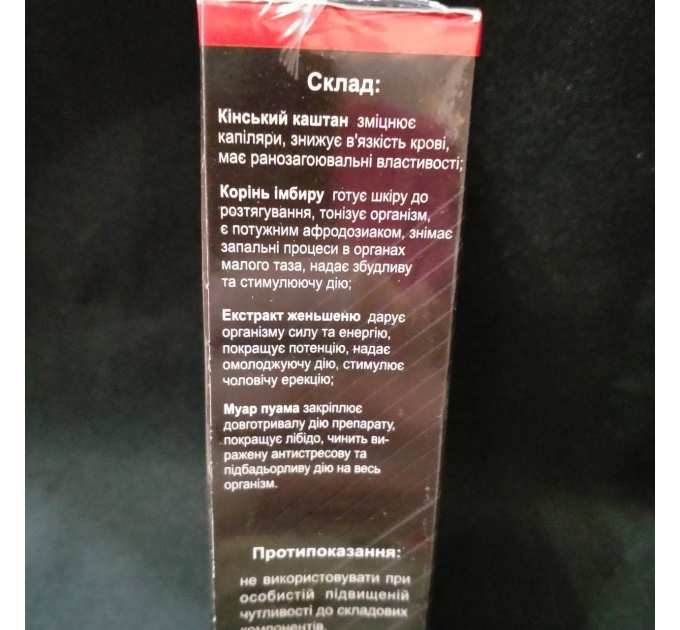 Склад:
Кінський каштан зміцнює
капіляри, знижує в'язкість крові,
має ранозагоювальні властивості;
Корінь імбиру готує шкіру до
розтягування, тонізує організм,
є потужним афродозиаком, знімає
запальні процеси в органах
малого таза, надає збудливу
та стимулюючу дію;
Екстракт женьшеню дарує
організму силу та енергію,
покращує потенцію, надає
омолоджуючу дію, стимулює
чоловічу ерекцію;
Муар пуама закріплює
довготривалу дію препарату,
покращує лібідо, чинить ви-
ражену антистресову та
підбадьорливу дію на весь
організм.
Протипоказання:
не використовувати при
особистій підвищеній
чутливості до складових
компонентів.